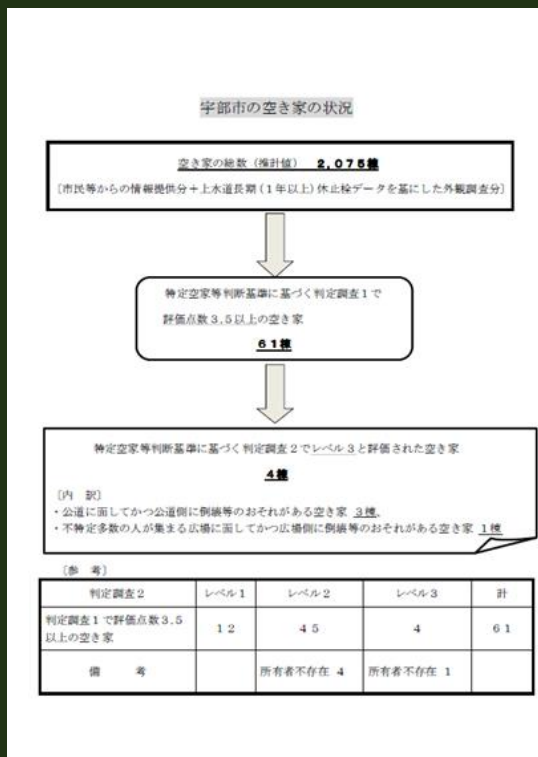 宇部市の空き家の状況
空き家の総数（推計値） 2,075棟
〔市民等からの情報提供分＋上水道長期(１年以上)休止栓データを基にした外観調査分〕
特定空家等判断基準に基づく判定調査１で
評価点数3.5以上の空き家
61棟
特定空家等判断基準に基づく判定調査２でレベル３と評価された空き家
4棟
〔内　訳〕
・公道に面してかつ公道側に倒壊等のおそれがある空き家 3棟、
・不特定多数の人が集まる広場に面してかつ広場側に倒壊等のおそれがある空き家 1棟
〔参　考〕
判定調査２ レベル１ レベル２ レベル３ 計
判定調査１で評価点数3.5
以上の空き家 12 45 4 61
備　考 所有者不存在 4 所有者不存在 1